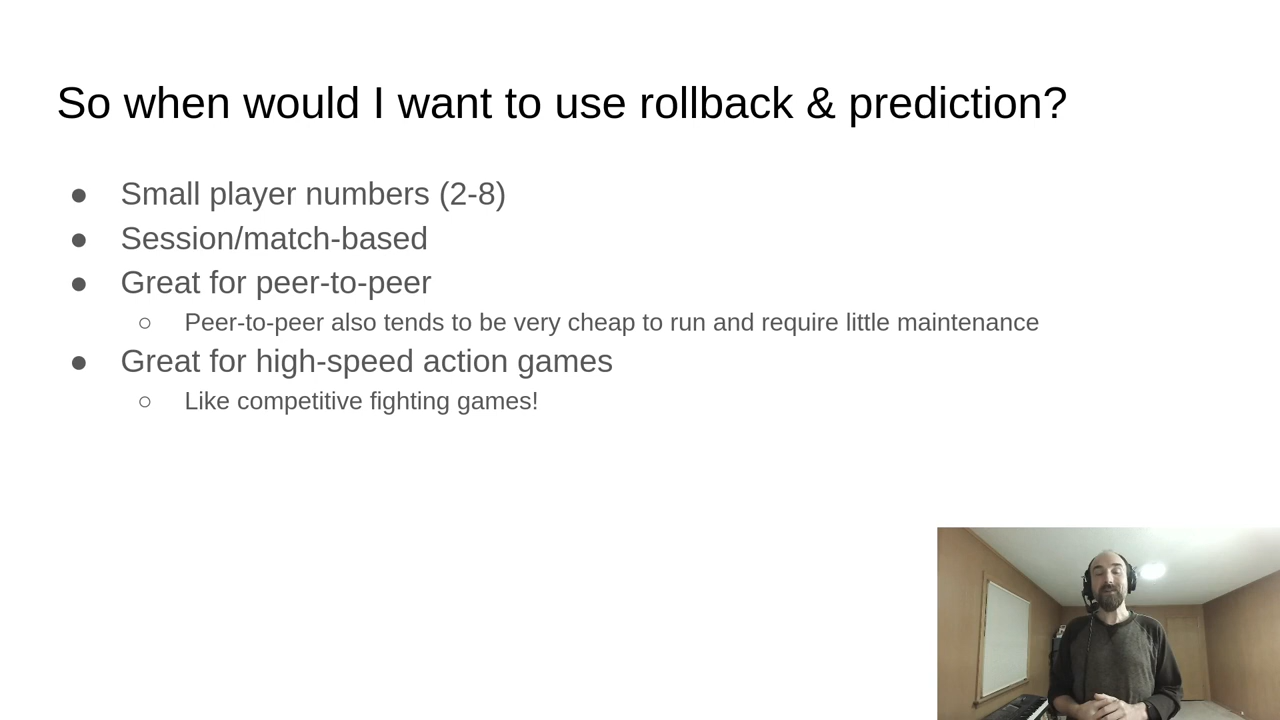 So when would I want to use rollback & prediction?
● Small player numbers (2-8)
● Session/match-based
● Great for peer-to-peer
○ Peer-to-peer also tends to be very cheap to run and require little maintenance
● Great for high-speed action games
○ Like competitive fighting games!